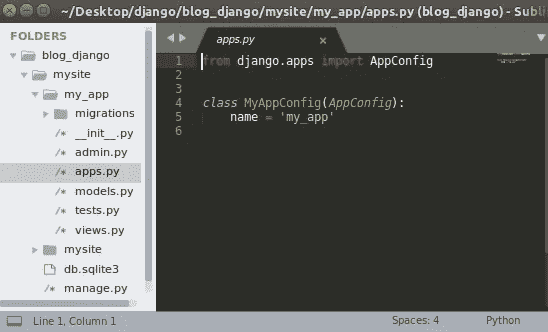 ~/Desktop/django/blog_django/mysite/my_app/apps.py (blog_django) - Subl
FOLDERS
blog_django
mysite
my_app
migrations
__init__.py
admin.py
apps.py
models.py
tests.py
views.py
mysite
db.sqlite3
manage.py
apps.py ×
1 from django.apps import AppConfig
2
3
4 class MyAppConfig(AppConfig):
5 name = 'my_app'
6
Line 1, Column 1
Spaces: 4
Python